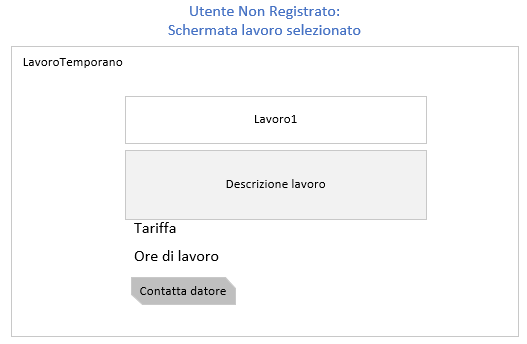 Utente Non Registrato:
Schermata lavoro selezionato
LavoroTemporano
Lavoro1
Descrizione lavoro
Tariffa
Ore di lavoro
Contatta datore